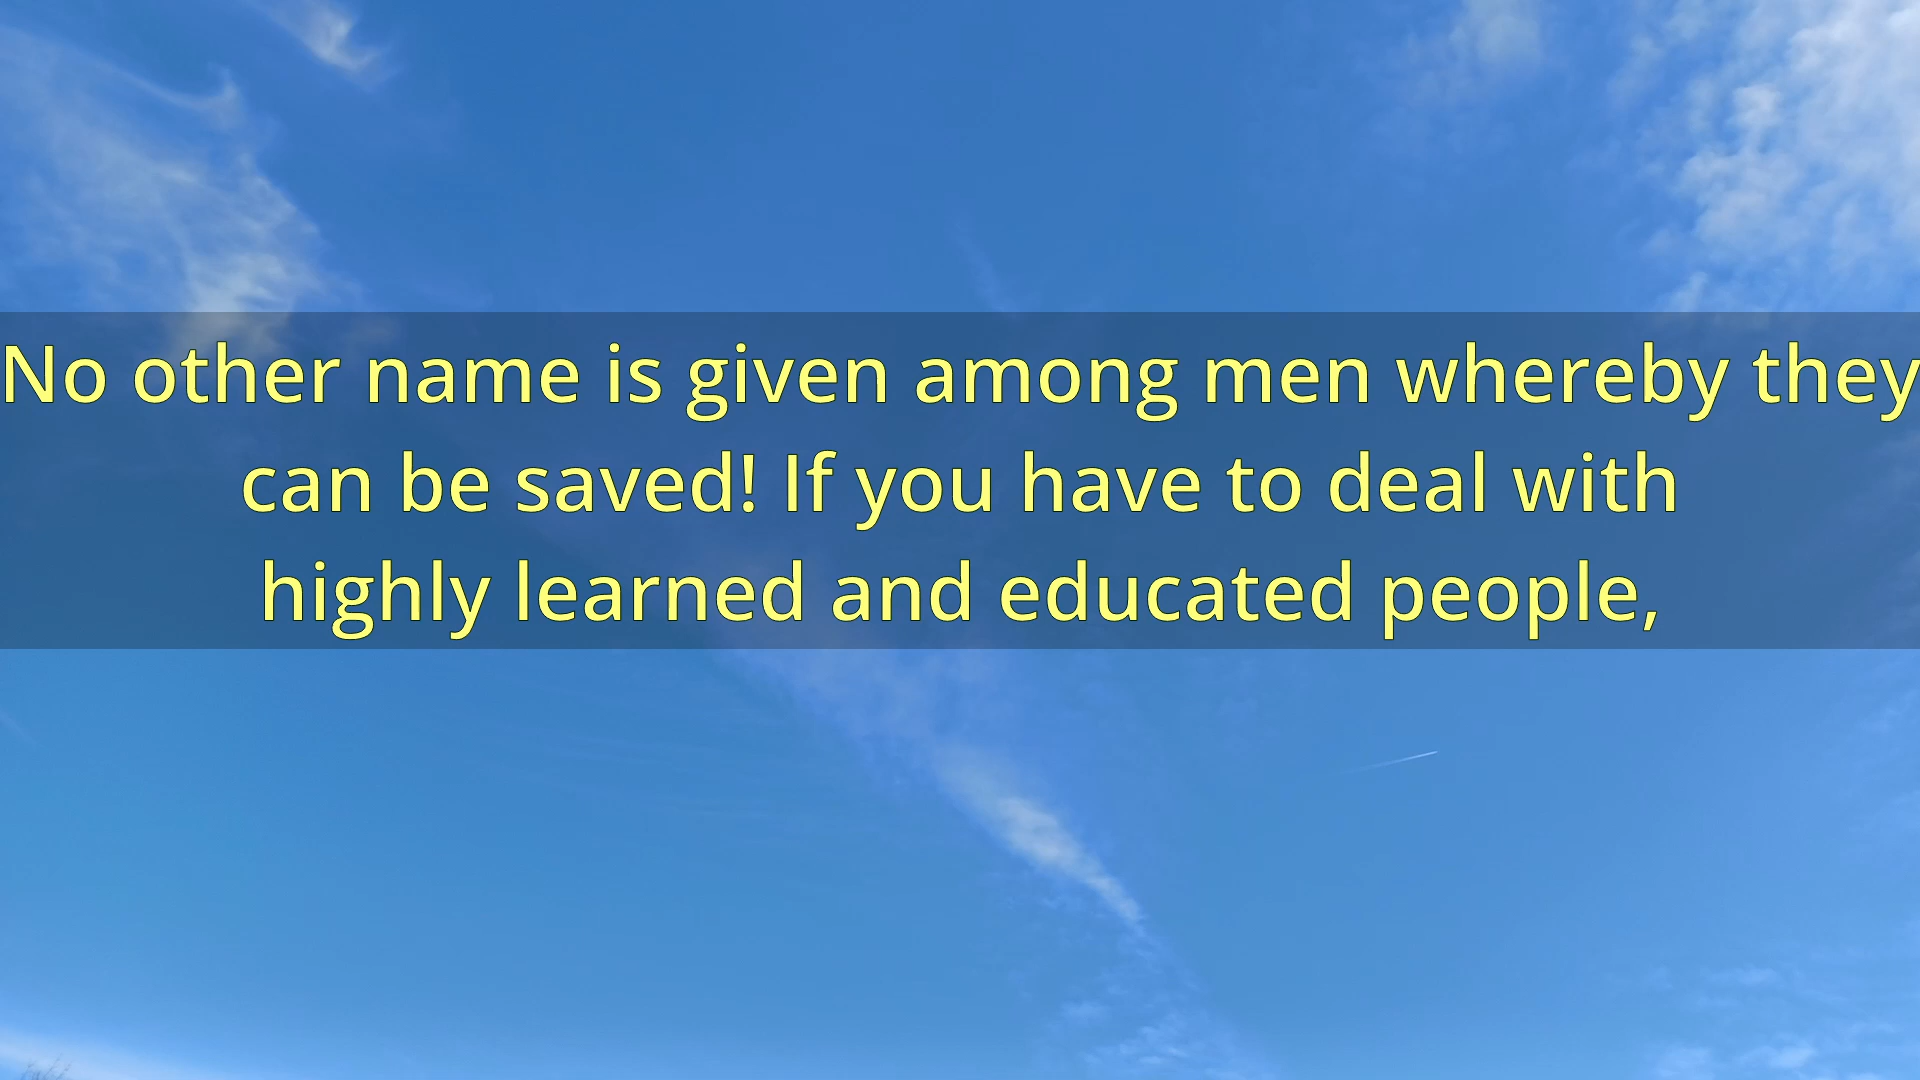 No other name is given among men whereby they
can be saved! If you have to deal with
highly learned and educated people,